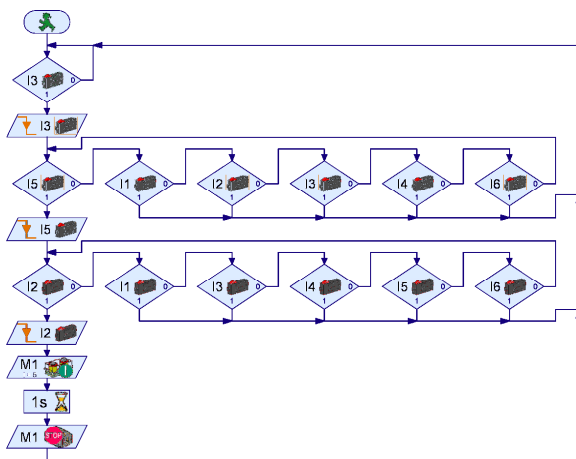 I3 0
1
I3
I5 0 I1 0 I2 0 I3 0 I4 0 I6 0
1 1 1 1 1 1
I5
I2 0 I1 0 I3 0 I4 0 I5 0 I6 0
1 1 1 1 1 1
I2
M1
1s
M1 STOP